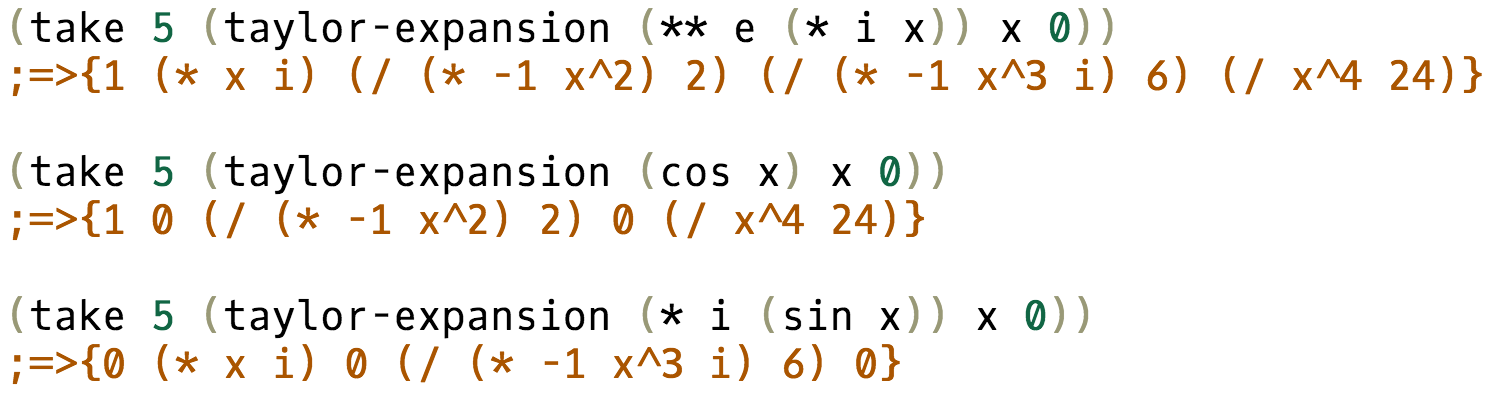 (take 5 (taylor-expansion (** e (* i x)) x 0))
;=>{1 (* x i) (/ (* -1 x^2) 2) (/ (* -1 x^3 i) 6) (/ x^4 24)}
(take 5 (taylor-expansion (cos x) x 0))
;=>{1 0 (/ (* -1 x^2) 2) 0 (/ x^4 24)}
(take 5 (taylor-expansion (* i (sin x)) x 0))
;=>{0 (* x i) 0 (/ (* -1 x^3 i) 6) 0}